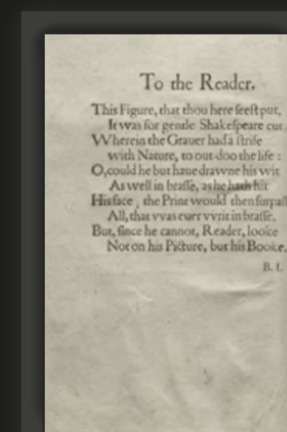 To the Reader.
This Figure, that thou here seest put,
It was for gentle Shakespeare cut
Wherein the Grauer had a strife
with Nature, to out-doo the life :
O, could he but haue drawne his wit
As well in brasse, as he hath hit
His face , the Print would then surpasse
All, that vvas euer vvrit in brasse.
But, since he cannot, Reader, looke
Not on his Picture, but his Booke.
B. I.